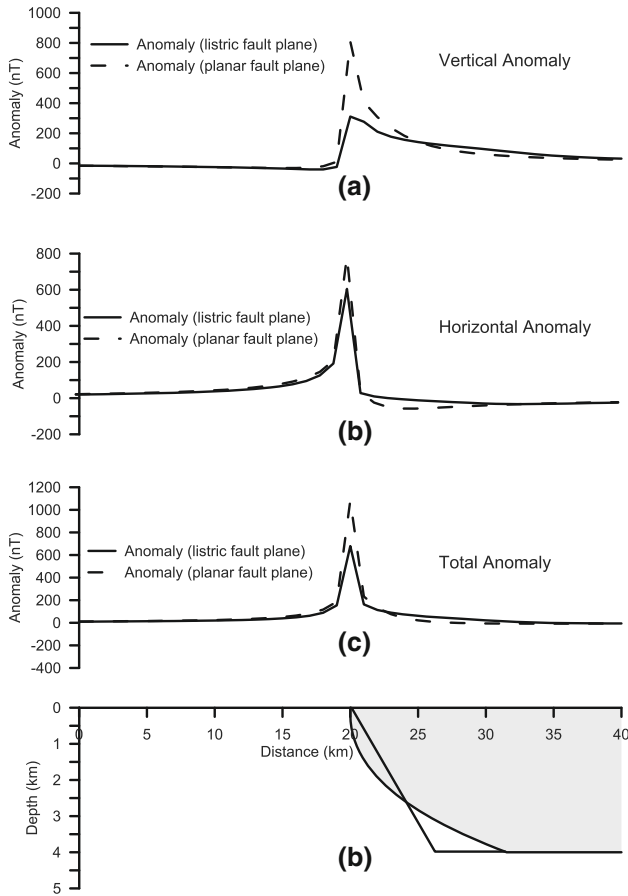 1000
800
600
400
200
0
-200
Anomaly (nT)
Anomaly (listric fault plane)
Anomaly (planar fault plane)
Vertical Anomaly
(a)
800
600
400
200
0
-200
Anomaly (nT)
Anomaly (listric fault plane)
Anomaly (planar fault plane)
Horizontal Anomaly
(b)
1200
1000
800
600
400
200
0
-200
-400
Anomaly (nT)
Anomaly (listric fault plane)
Anomaly (planar fault plane)
Total Anomaly
(c)
0
1
2
3
4
5
Depth (km)
0 5 10 15 20 25 30 35 40
Distance (km)
(b)